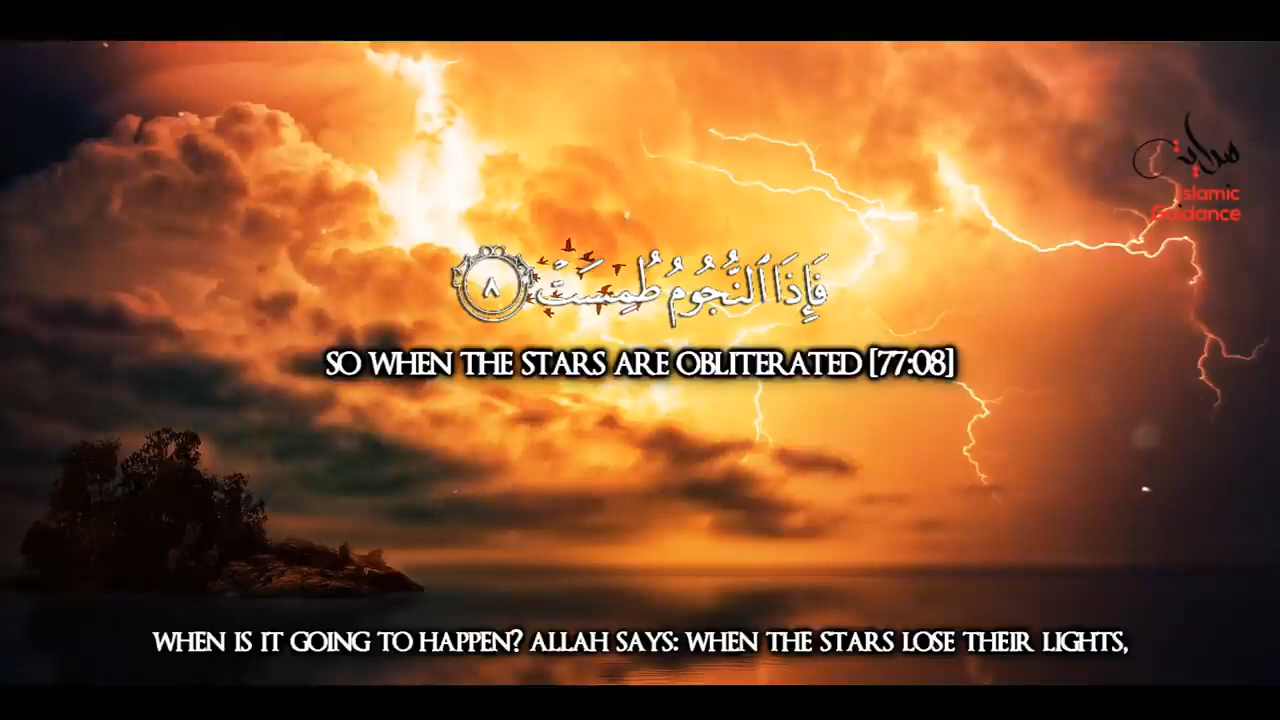 هداية
Islamic
Guidance
فَإِذَا ٱلنُّجُومُ طُمِسَتْ ٨
SO WHEN THE STARS ARE OBLITERATED [77:08]
WHEN IS IT GOING TO HAPPEN? ALLAH SAYS: WHEN THE STARS LOSE THEIR LIGHTS,